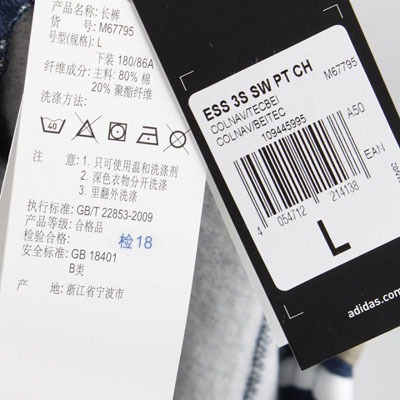 产品名称: 长裤
货 号: M67795
号型(规格): L
下装 180/86A
纤维成分: 主料: 80% 棉
20% 聚酯纤维
洗涤方法:
40
注 意: 1. 只可使用温和洗涤剂
2. 深色衣物分开洗涤
3. 里翻外洗涤
执行标准: GB/T 22853-2009
产品等级: 合格品
检验合格: 检18
安全标准: GB 18401
B类
产 地: 浙江省宁波市
ESS 3S SW PT CH
M67795
COLNAV/TECBEI
COLNAV/BEITEC
109445995
A50
EAN
4 054712 214138
L
adidas.com